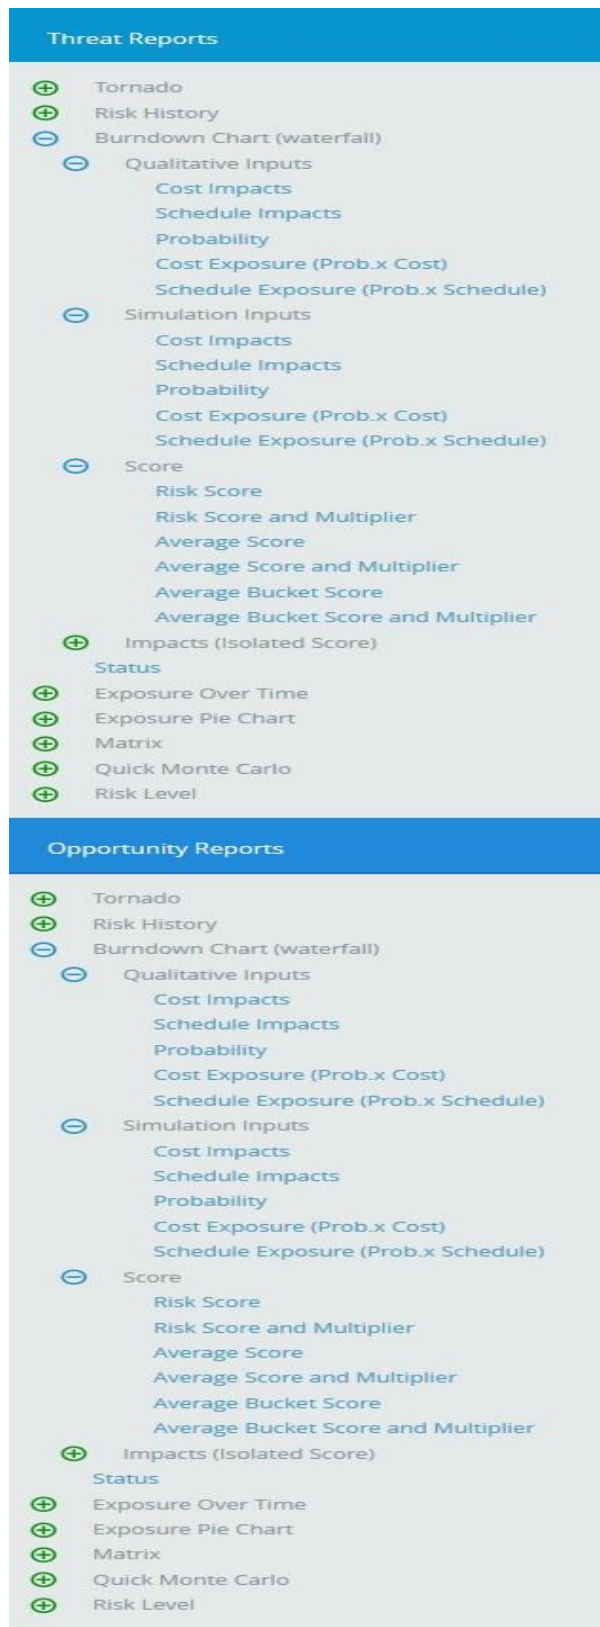 Threat Reports
Tornado
Risk History
Burndown Chart (waterfall)
Qualitative Inputs
Cost Impacts
Schedule Impacts
Probability
Cost Exposure (Prob.x Cost)
Schedule Exposure (Prob.x Schedule)
Simulation Inputs
Cost Impacts
Schedule Impacts
Probability
Cost Exposure (Prob.x Cost)
Schedule Exposure (Prob.x Schedule)
Score
Risk Score
Risk Score and Multiplier
Average Score
Average Score and Multiplier
Average Bucket Score
Average Bucket Score and Multiplier
Impacts (Isolated Score)
Status
Exposure Over Time
Exposure Pie Chart
Matrix
Quick Monte Carlo
Risk Level
Opportunity Reports
Tornado
Risk History
Burndown Chart (waterfall)
Qualitative Inputs
Cost Impacts
Schedule Impacts
Probability
Cost Exposure (Prob.x Cost)
Schedule Exposure (Prob.x Schedule)
Simulation Inputs
Cost Impacts
Schedule Impacts
Probability
Cost Exposure (Prob.x Cost)
Schedule Exposure (Prob.x Schedule)
Score
Risk Score
Risk Score and Multiplier
Average Score
Average Score and Multiplier
Average Bucket Score
Average Bucket Score and Multiplier
Impacts (Isolated Score)
Status
Exposure Over Time
Exposure Pie Chart
Matrix
Quick Monte Carlo
Risk Level